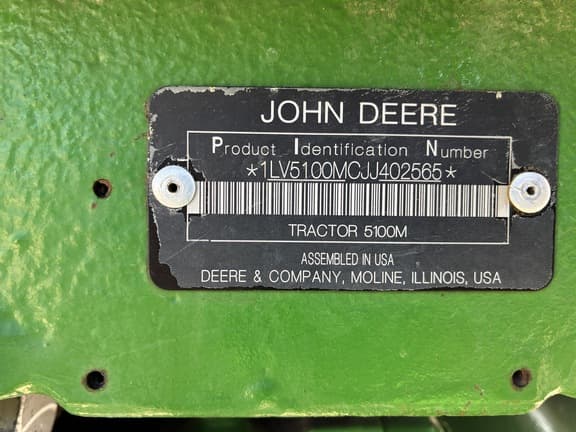 JOHN DEERE
Product Identification Number
*1LV5100MCJJ402565*
TRACTOR 5100M
ASSEMBLED IN USA
DEERE & COMPANY, MOLINE, ILLINOIS, USA